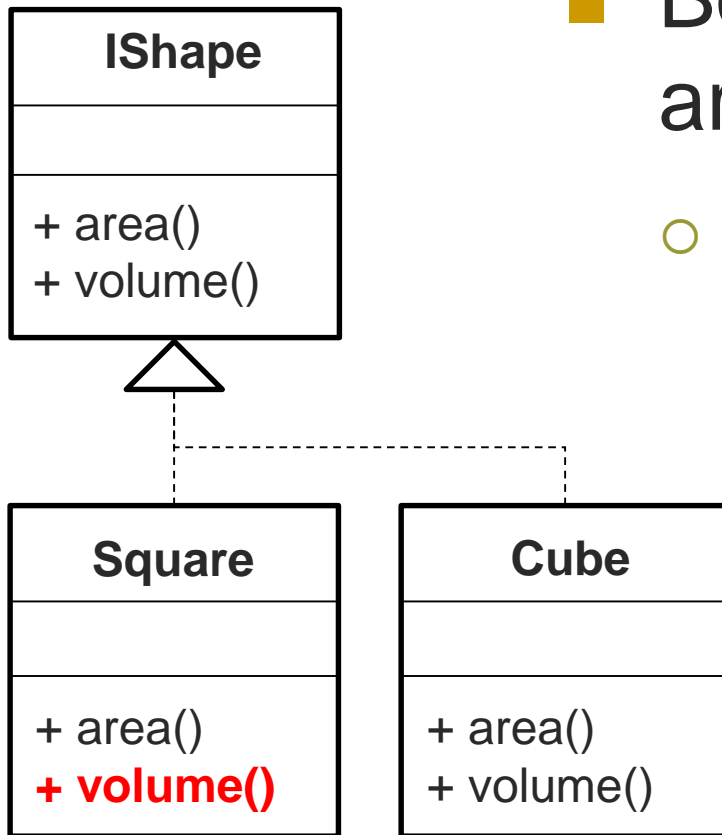 IShape
+ area()
+ volume()
Square
+ area()
+ volume()
Cube
+ area()
+ volume()